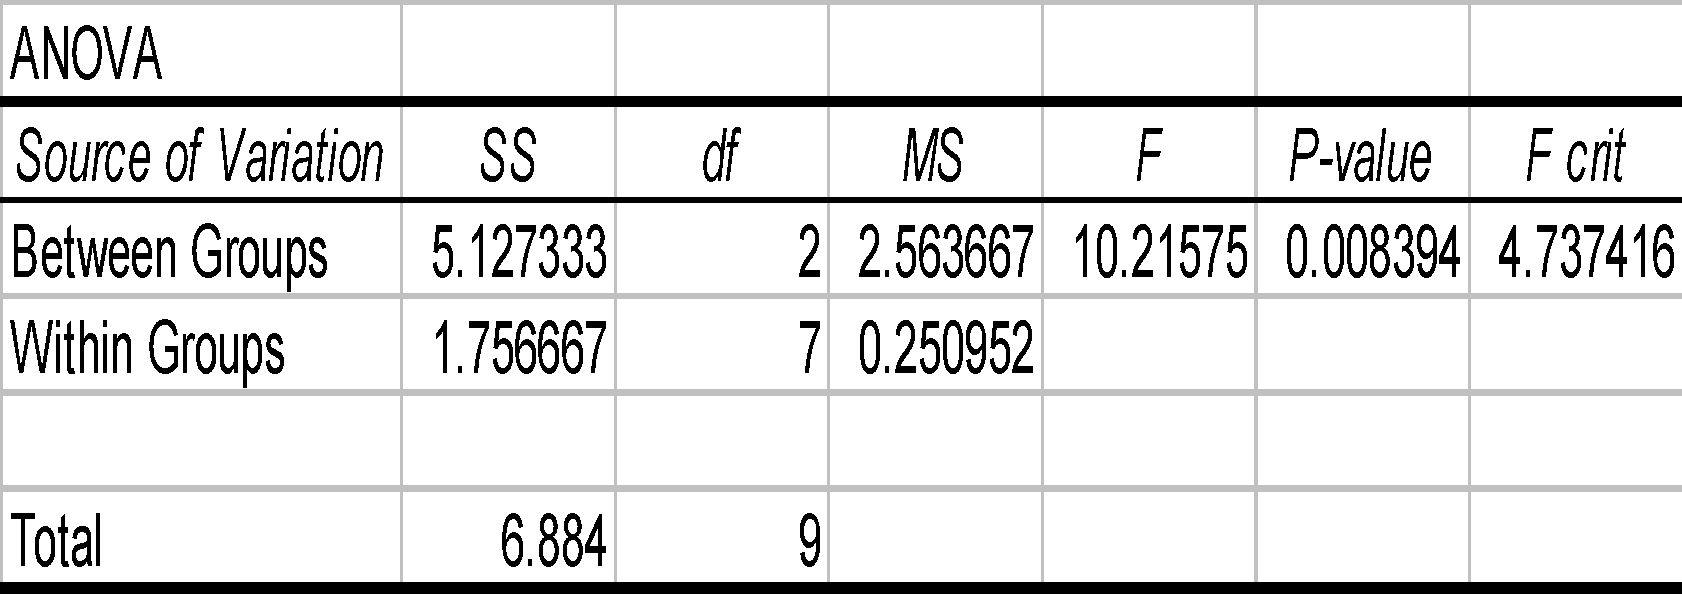 ANOVA
Source of Variation SS df MS F P-value F crit
Between Groups 5.127333 2 2.563667 10.21575 0.008394 4.737416
Within Groups 1.756667 7 0.250952
Total 6.884 9